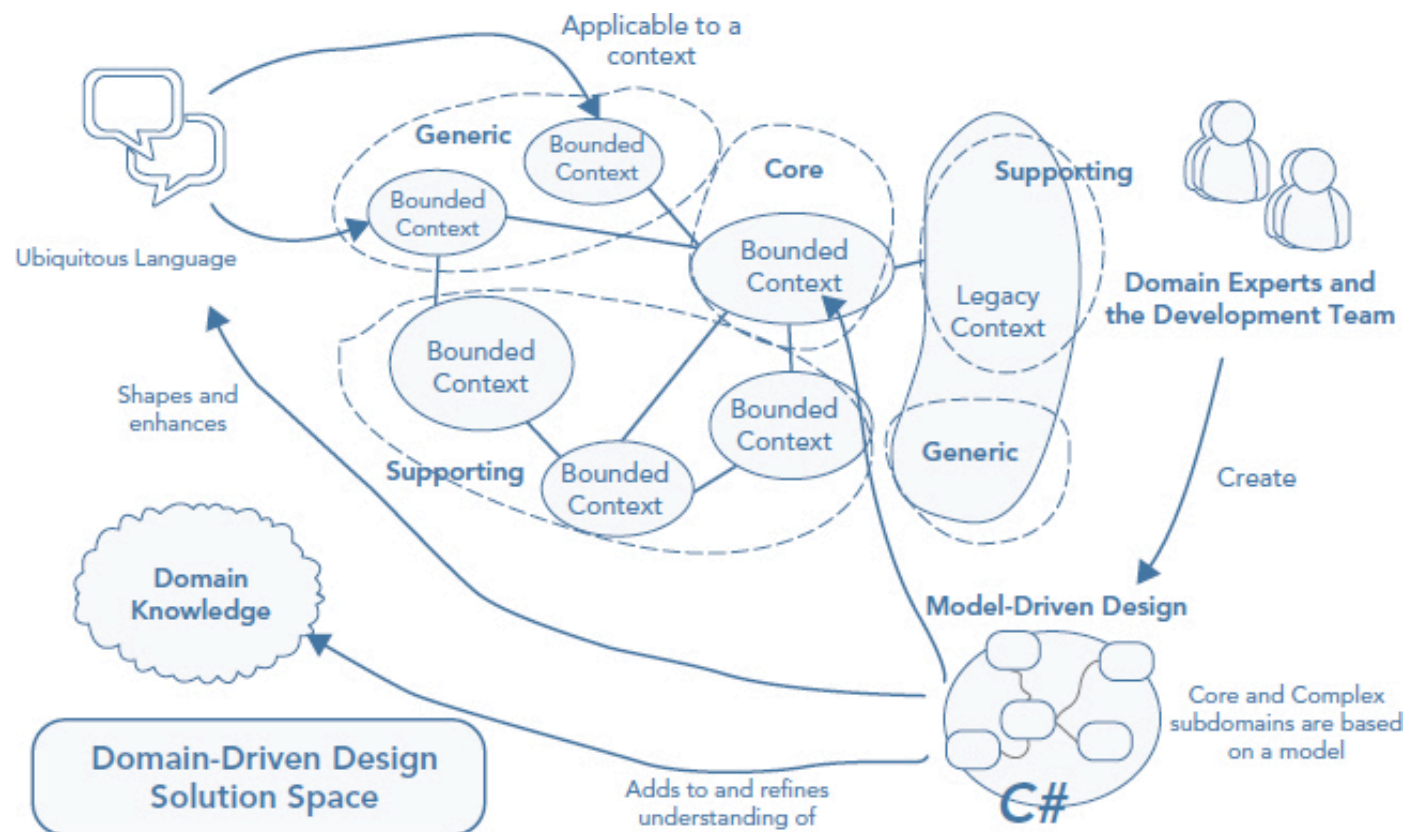 Applicable to a
context
Generic
Bounded
Context
Bounded
Context
Core
Bounded
Context
Supporting
Legacy
Context
Ubiquitous Language
Domain Experts and
the Development Team
Bounded
Context
Bounded
Context
Bounded
Context
Supporting
Generic
Shapes and
enhances
Create
Domain
Knowledge
Model-Driven Design
Core and Complex
subdomains are based
on a model
C#
Domain-Driven Design
Solution Space
Adds to and refines
understanding of